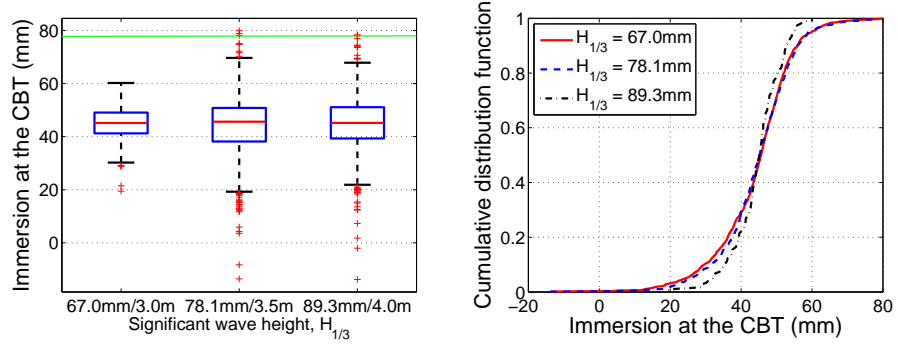 Immersion at the CBT (mm)
80
60
40
20
0
67.0mm/3.0m 78.1mm/3.5m 89.3mm/4.0m
Significant wave height, H1/3
Cumulative distribution function
1
0.8
0.6
0.4
0.2
0
H1/3 = 67.0mm
H1/3 = 78.1mm
H1/3 = 89.3mm
−20 0 20 40 60 80
Immersion at the CBT (mm)